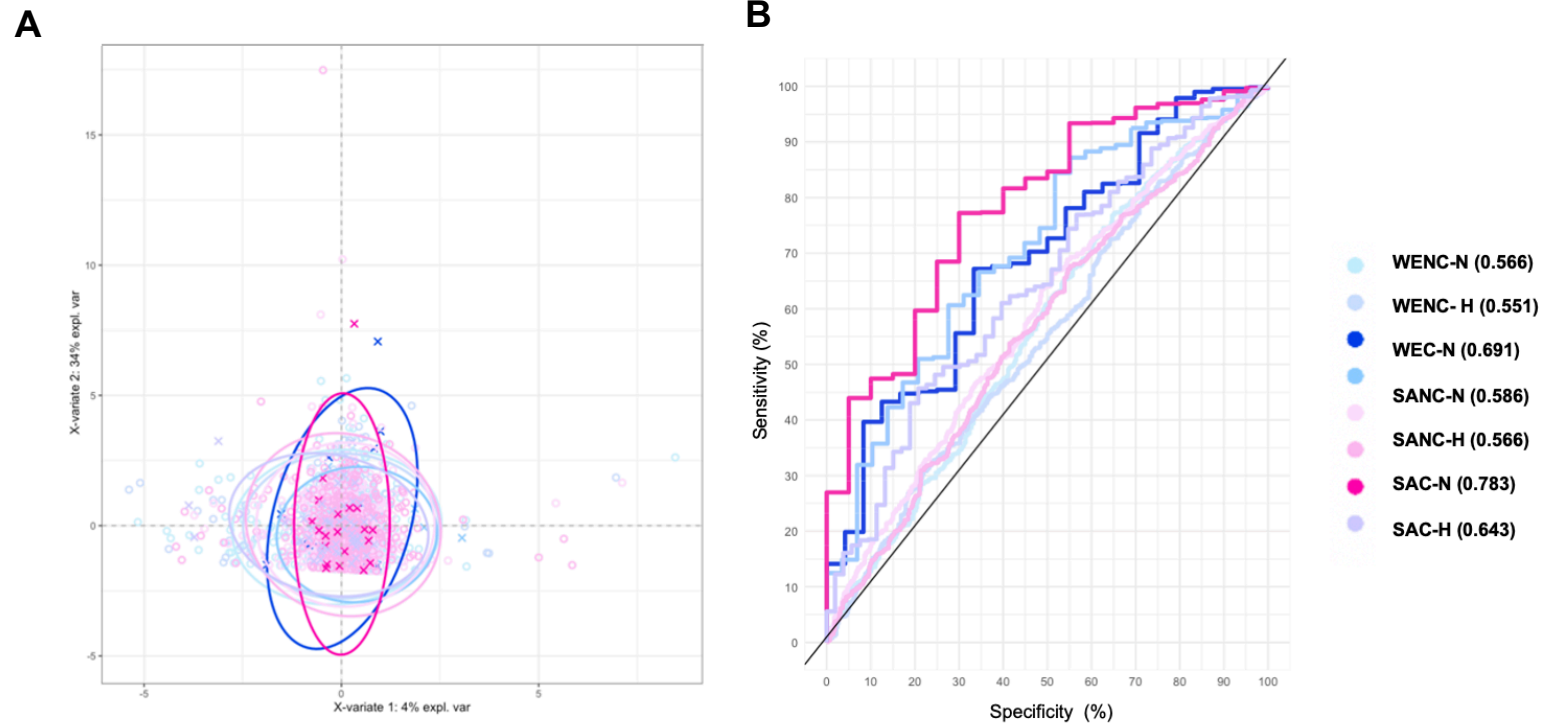 A
B
15
10
5
0
-5
X-variate 2: 34% expl. var
-5
0
5
X-variate 1: 4% expl. var
100
90
80
70
60
50
40
30
20
10
0
Sensitivity (%)
0 10 20 30 40 50 60 70 80 90 100
Specificity (%)
WENC-N (0.566)
WENC- H (0.551)
WEC-N (0.691)
SANC-N (0.586)
SANC-H (0.566)
SAC-N (0.783)
SAC-H (0.643)